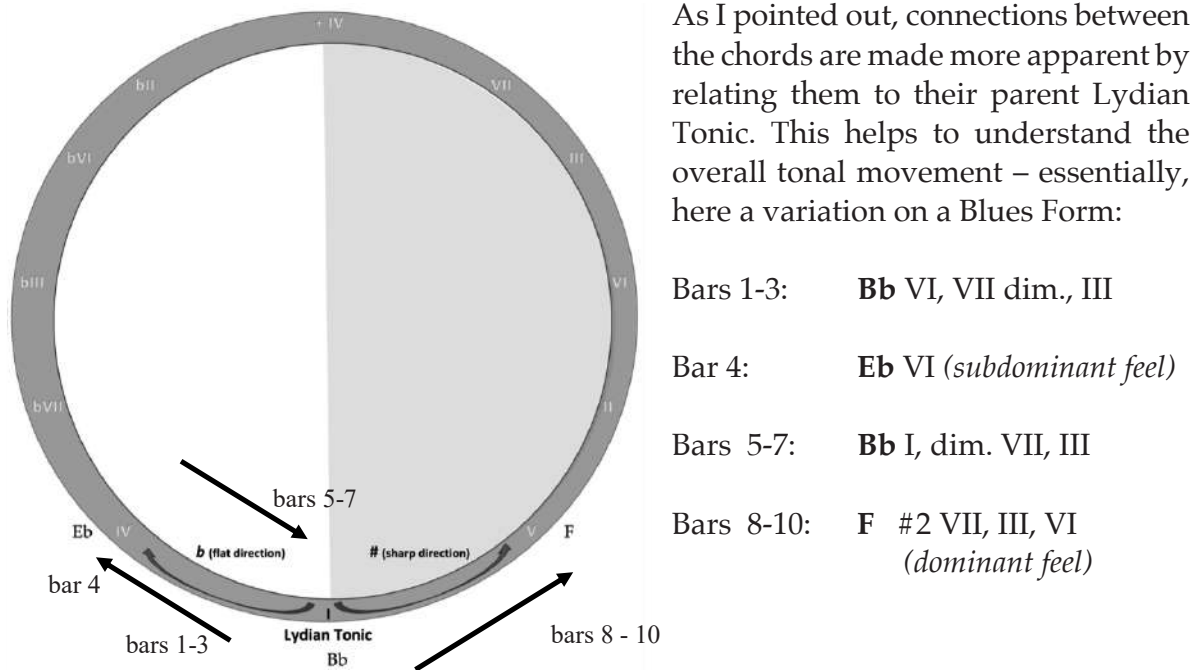 + IV
bII
VII
bVI
III
bIII
VI
bVII
II
bars 5-7
Eb
IV
b (flat direction)
# (sharp direction)
V
F
bar 4
I
bars 1-3
Lydian Tonic
bars 8 - 10
Bb
As I pointed out, connections between
the chords are made more apparent by
relating them to their parent Lydian
Tonic. This helps to understand the
overall tonal movement – essentially,
here a variation on a Blues Form:
Bars 1-3: Bb VI, VII dim., III
Bar 4: Eb VI (subdominant feel)
Bars 5-7: Bb I, dim. VII, III
Bars 8-10: F #2 VII, III, VI
(dominant feel)